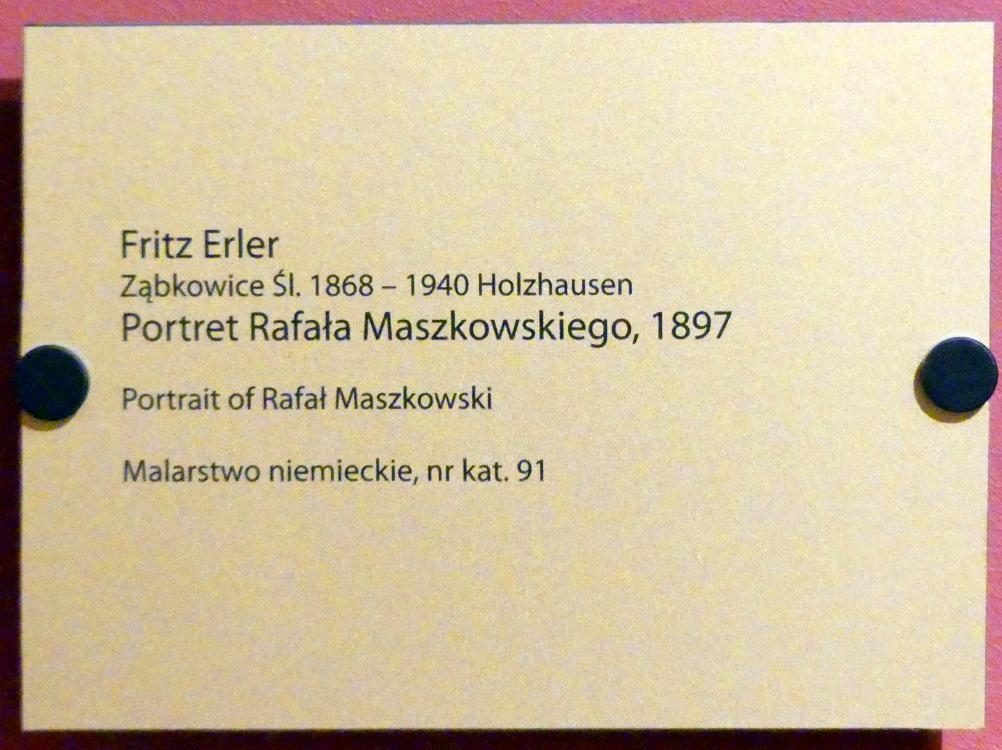 Fritz Erler
Ząbkowice Śl. 1868 – 1940 Holzhausen
Portret Rafała Maszkowskiego, 1897
Portrait of Rafał Maszkowski
Malarstwo niemieckie, nr kat. 91